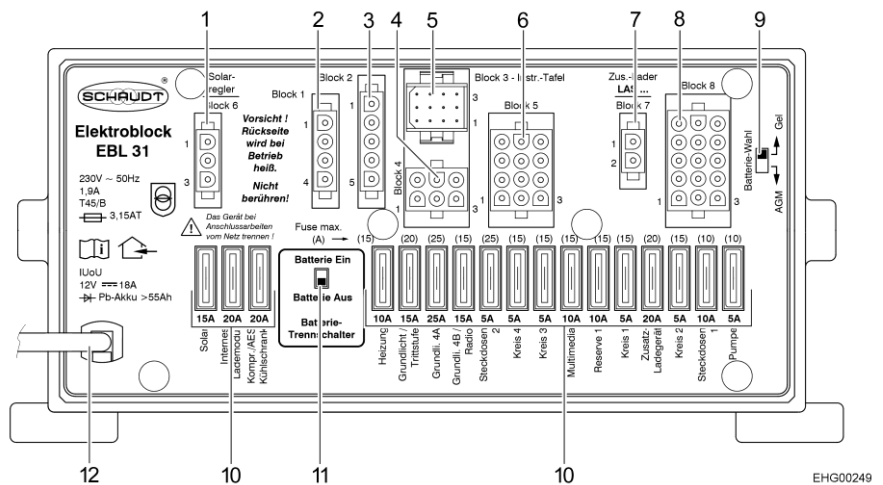 1
2
3
4
5
6
7
8
9
SCHAUDT
®
Elektroblock
EBL 31
230V ~ 50Hz
1,9A
T45/B
3,15AT
i
IUoU
12V 18A
Pb-Akku >55Ah
Solar-
regler
Block 6
1
3
Vorsicht !
Rückseite
wird bei
Betrieb
heiß.
Nicht
berühren!
Das Gerät bei
Anschlussarbeiten
vom Netz trennen !
Block 1
1
4
Block 2
1
5
Block 3 - Instr.-Tafel
3
1
Block 4
1
3
Block 5
1
3
Zus.-Lader
LAS ...
Block 7
1
2
Block 8
1
3
Batterie-Wahl
Gel
AGM
Fuse max.
(A) → (15) (20) (25) (15) (25) (15) (15) (15) (15) (15) (20) (15) (10) (10)
Batterie Ein
Batterie Aus
Batterie-
Trennschalter
15A 20A 20A
Solar
Internes
Lademodu
Kompr./AES
Kühlschrank
10A 15A 25A 15A 5A 5A 5A 10A 10A 5A 20A 5A 10A 5A
Heizung
Grundlicht /
Trittstufe
Grundli. 4A
Grundli. 4B /
Radio
Steckdosen
2
Kreis 4
Kreis 3
Multimedia
Reserve 1
Kreis 1
Zusatz-
Ladegerät
Kreis 2
Steckdosen
1
Pumpe
12
10
11
10
EHG00249